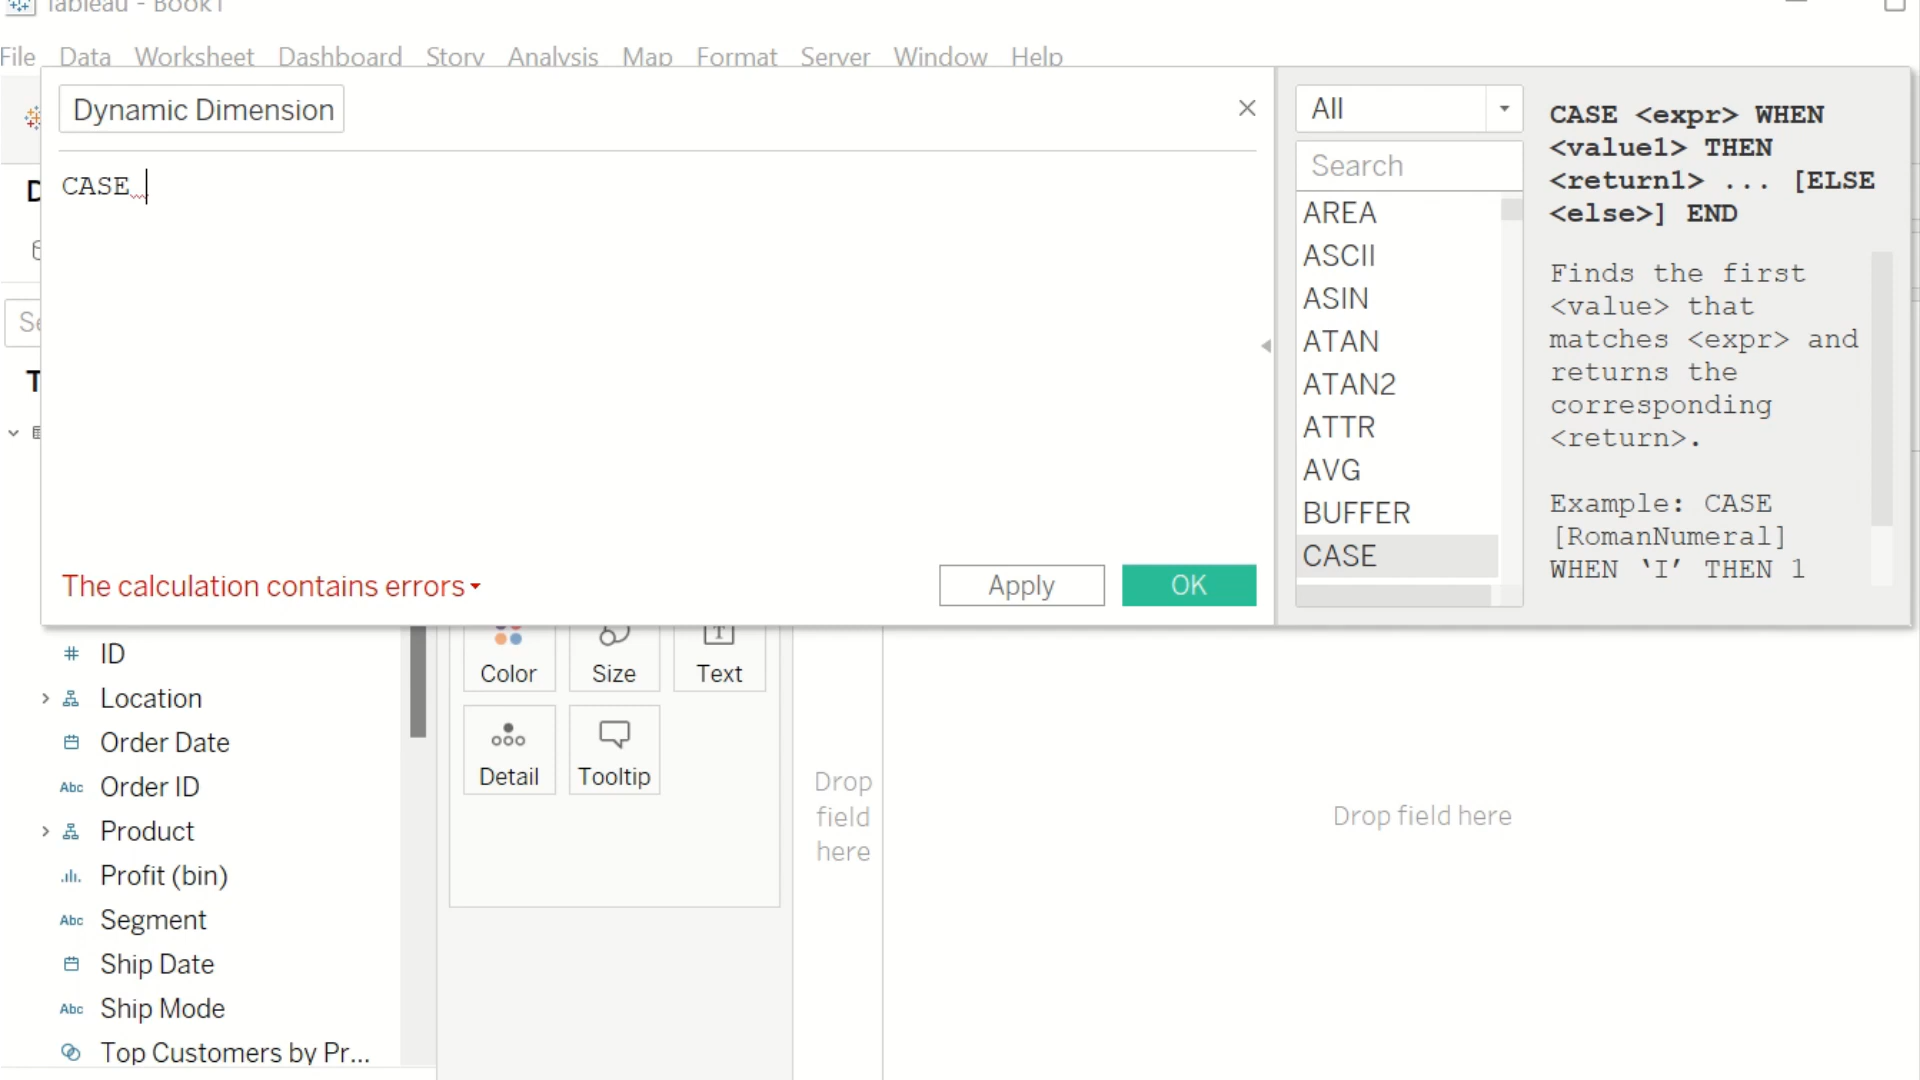 Tableau - Book1
File Data Worksheet Dashboard Story Analysis Map Format Server Window Help
Dynamic Dimension
CASE
The calculation contains errors
Apply
OK
All
Search
AREA
ASCII
ASIN
ATAN
ATAN2
ATTR
AVG
BUFFER
CASE
CASE <expr> WHEN
<value1> THEN
<return1> ... [ELSE
<else>] END
Finds the first
<value> that
matches <expr> and
returns the
corresponding
<return>.
Example: CASE
[RomanNumeral]
WHEN ‘I’ THEN 1
ID
Location
Order Date
Abc Order ID
Product
Profit (bin)
Abc Segment
Ship Date
Abc Ship Mode
Top Customers by Pr...
Color
Size
Text
Detail
Tooltip
Drop
field
here
Drop field here